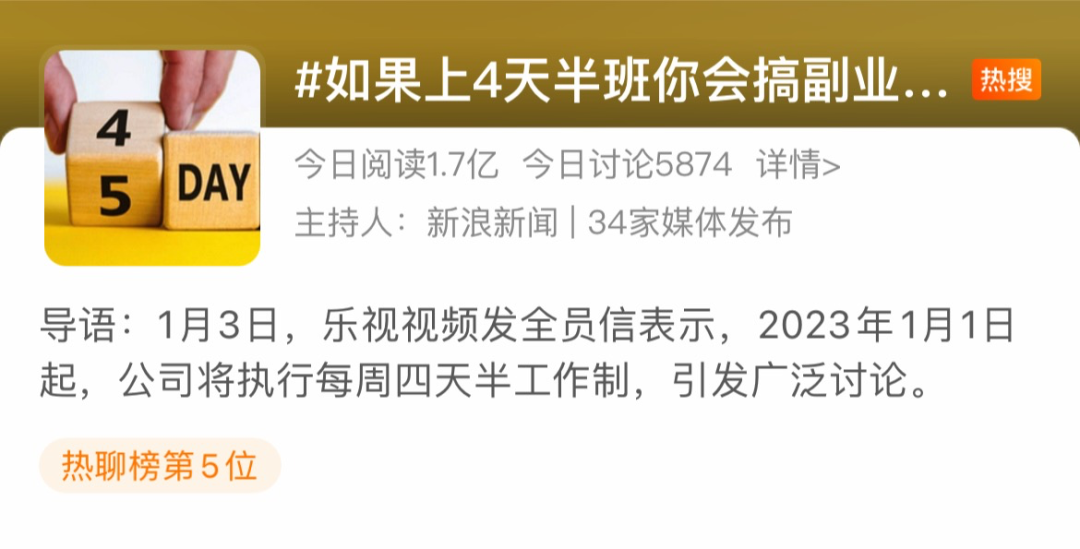 #如果上4天半班你会搞副业...
热搜
4
5
DAY
今日阅读1.7亿 今日讨论5874 详情>
主持人：新浪新闻 | 34家媒体发布
导语：1月3日，乐视视频发全员信表示，2023年1月1日
起，公司将执行每周四天半工作制，引发广泛讨论。
热聊榜第5位